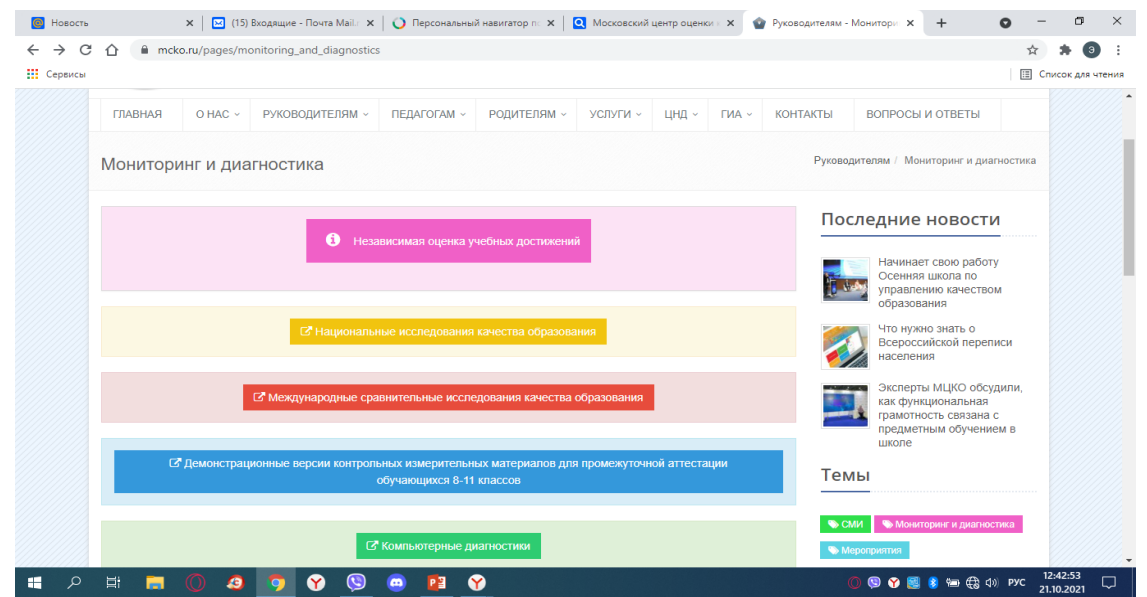 Новость
(15) Входящие - Почта Mail.r
Персональный навигатор п
Московский центр оценки к
Руководителям - Монитори
mcko.ru/pages/monitoring_and_diagnostics
Э
Сервисы
Список для чтения
ГЛАВНАЯ
О НАС
РУКОВОДИТЕЛЯМ
ПЕДАГОГАМ
РОДИТЕЛЯМ
УСЛУГИ
ЦНД
ГИА
КОНТАКТЫ
ВОПРОСЫ И ОТВЕТЫ
Мониторинг и диагностика
Руководителям / Мониторинг и диагностика
Независимая оценка учебных достижений
Национальные исследования качества образования
Международные сравнительные исследования качества образования
Демонстрационные версии контрольных измерительных материалов для промежуточной аттестации
обучающихся 8-11 классов
Компьютерные диагностики
Последние новости
Начинает свою работу
Осенняя школа по
управлению качеством
образования
Что нужно знать о
Всероссийской переписи
населения
Эксперты МЦКО обсудили,
как функциональная
грамотность связана с
предметным обучением в
школе
Темы
СМИ
Мониторинг и диагностика
Мероприятия
РУС
12:42:53
21.10.2021